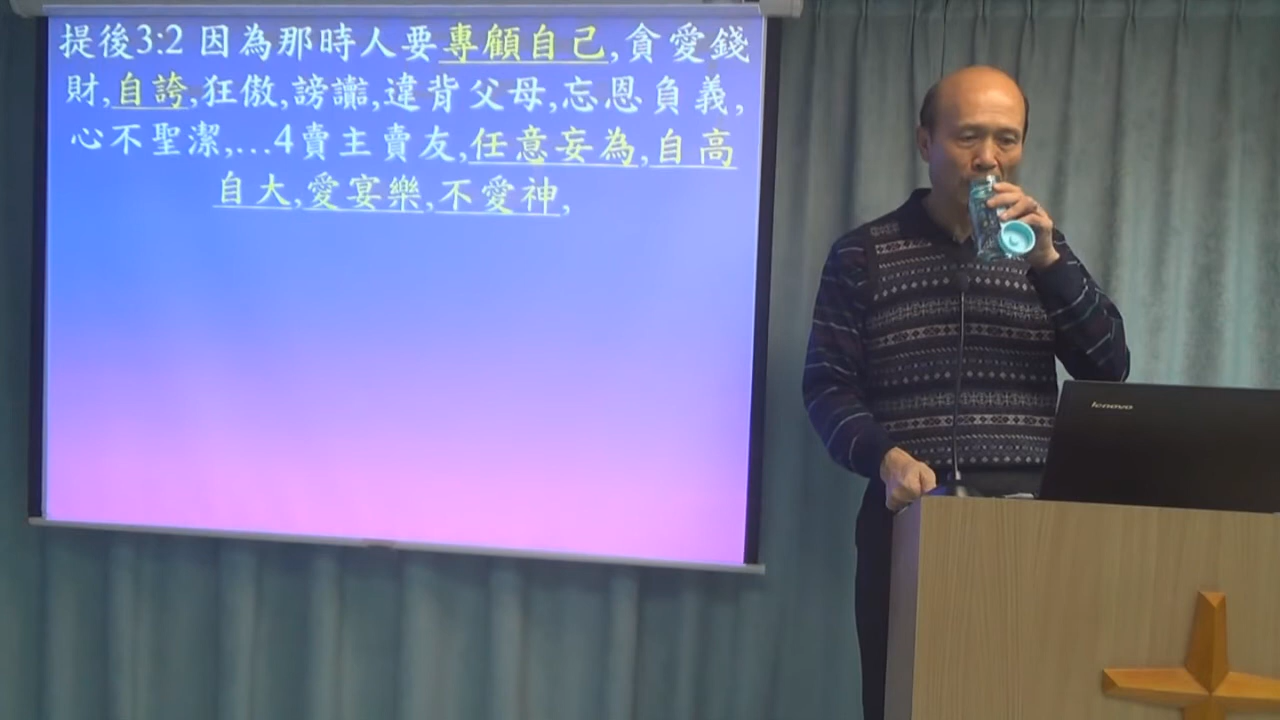 提後3:2 因為那時人要專顧自己,貪愛錢
財,自誇,狂傲,謗讟,違背父母,忘恩負義,
心不聖潔,…4賣主賣友,任意妄為,自高
自大,愛宴樂,不愛神,
lenovo